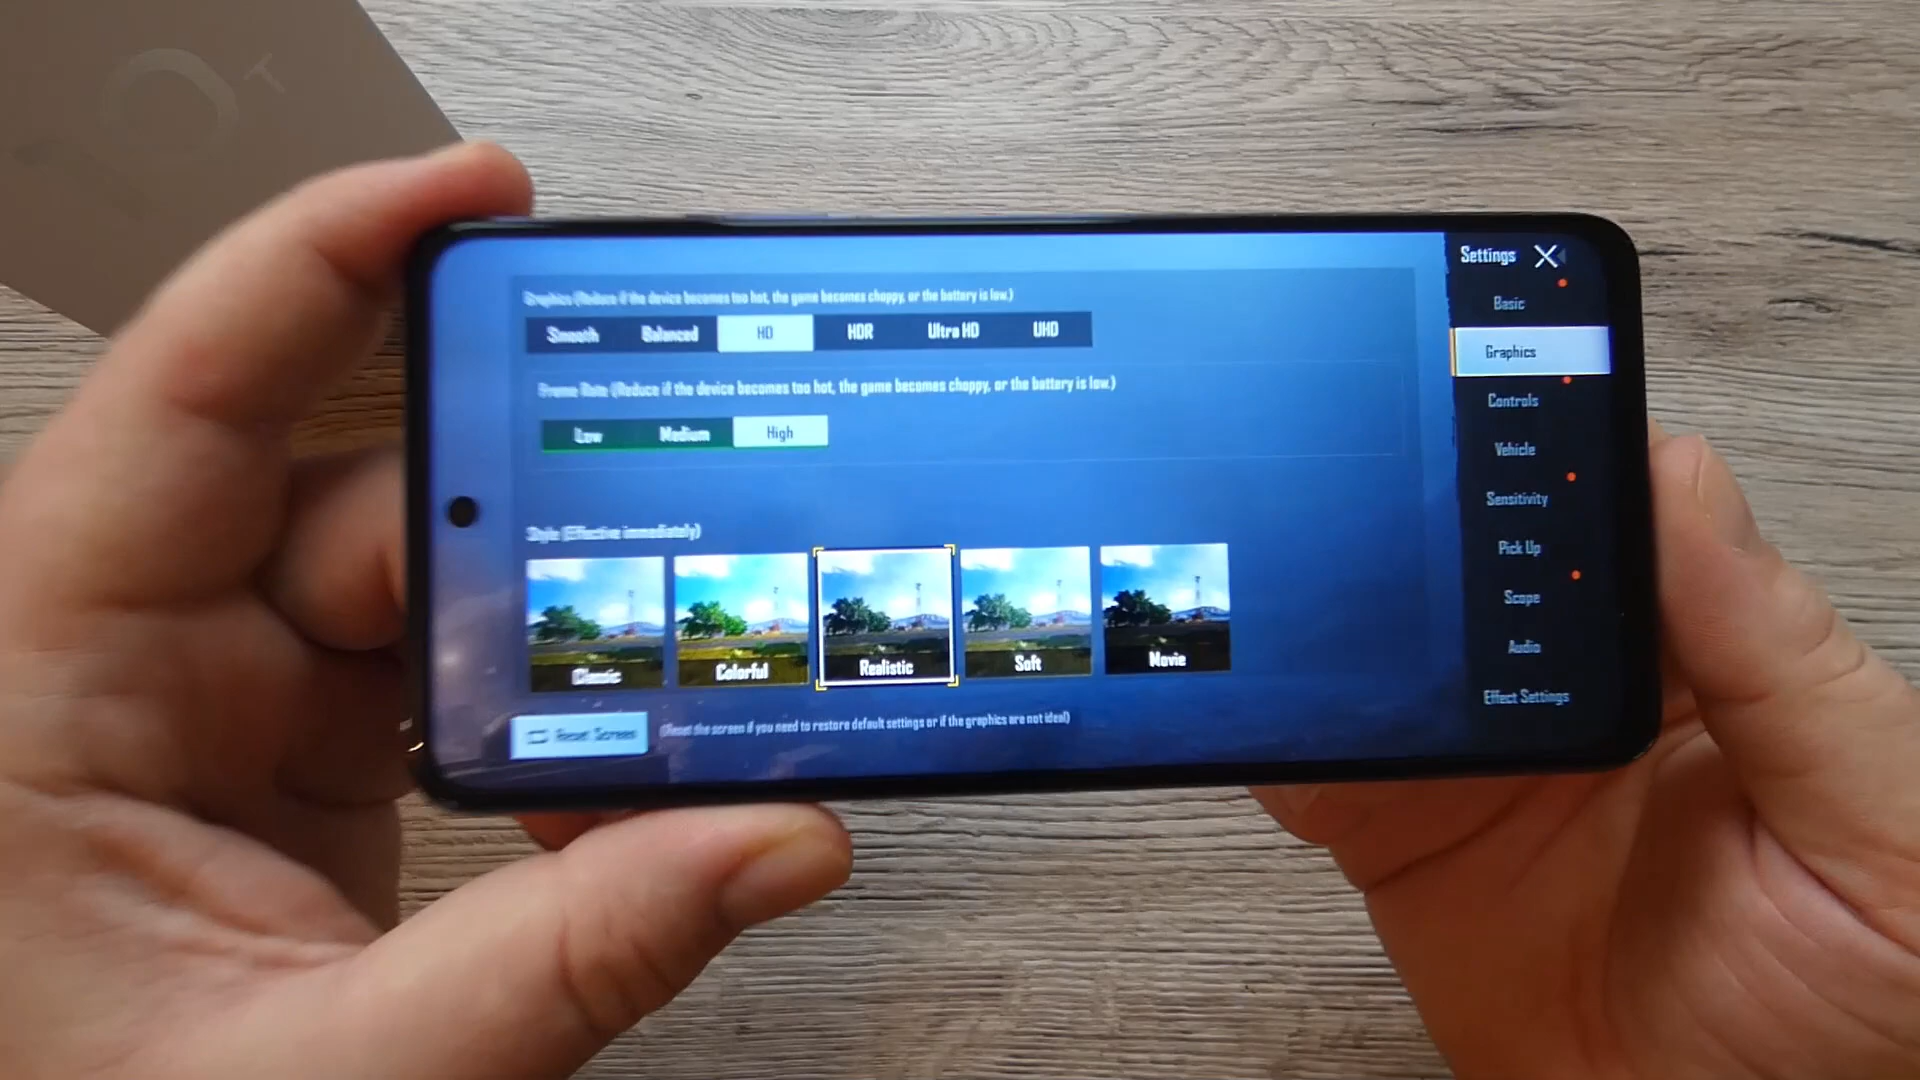 10T
Settings
Graphics (Reduce if the device becomes too hot, the game becomes choppy, or the battery is low.)
Smooth Balanced HD HDR Ultra HD UHD
Frame Rate (Reduce if the device becomes too hot, the game becomes choppy, or the battery is low.)
Low Medium High
Style (Effective immediately)
Classic Colorful Realistic Soft Movie
Reset Screen (Reset the screen if you need to restore default settings or if the graphics are not ideal)
Basic
Graphics
Controls
Vehicle
Sensitivity
Pick Up
Scope
Audio
Effect Settings